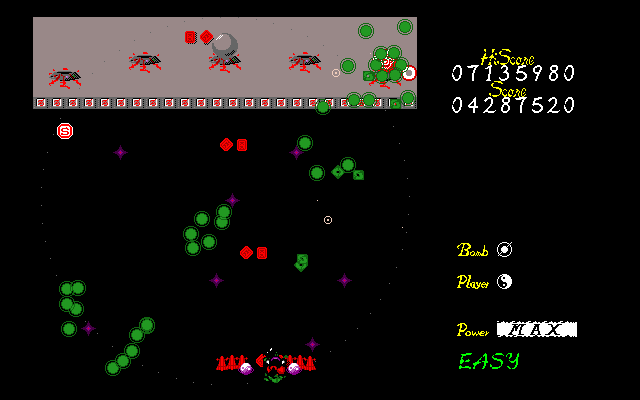 HiScore
07135980
Score
04287520
S
Bomb
Player
Power MAX
EASY